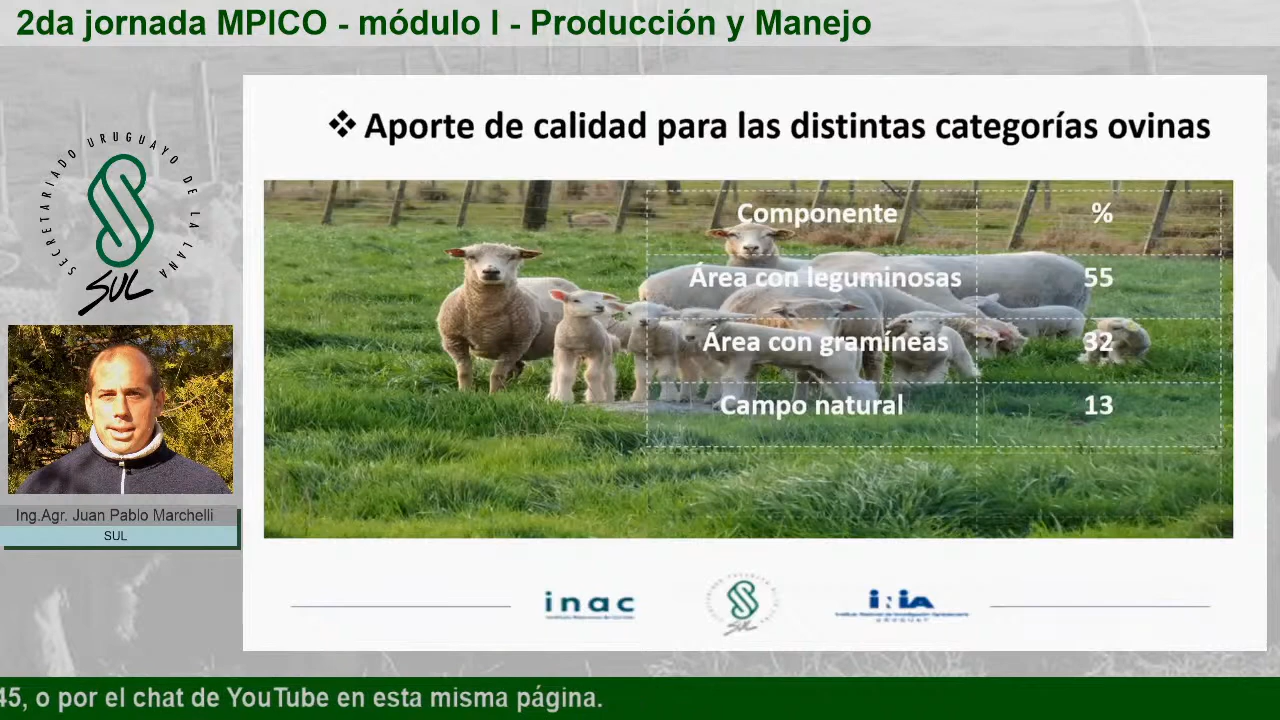 2da jornada MPICO - módulo I - Producción y Manejo
SECRETARIADO URUGUAYO DE LA LANA
SUL
Ing.Agr. Juan Pablo Marchelli
SUL
❖ Aporte de calidad para las distintas categorías ovinas
Componente %
Área con leguminosas 55
Área con gramíneas 32
Campo natural 13
inac
SUL
INIA
URUGUAY
45, o por el chat de YouTube en esta misma página.